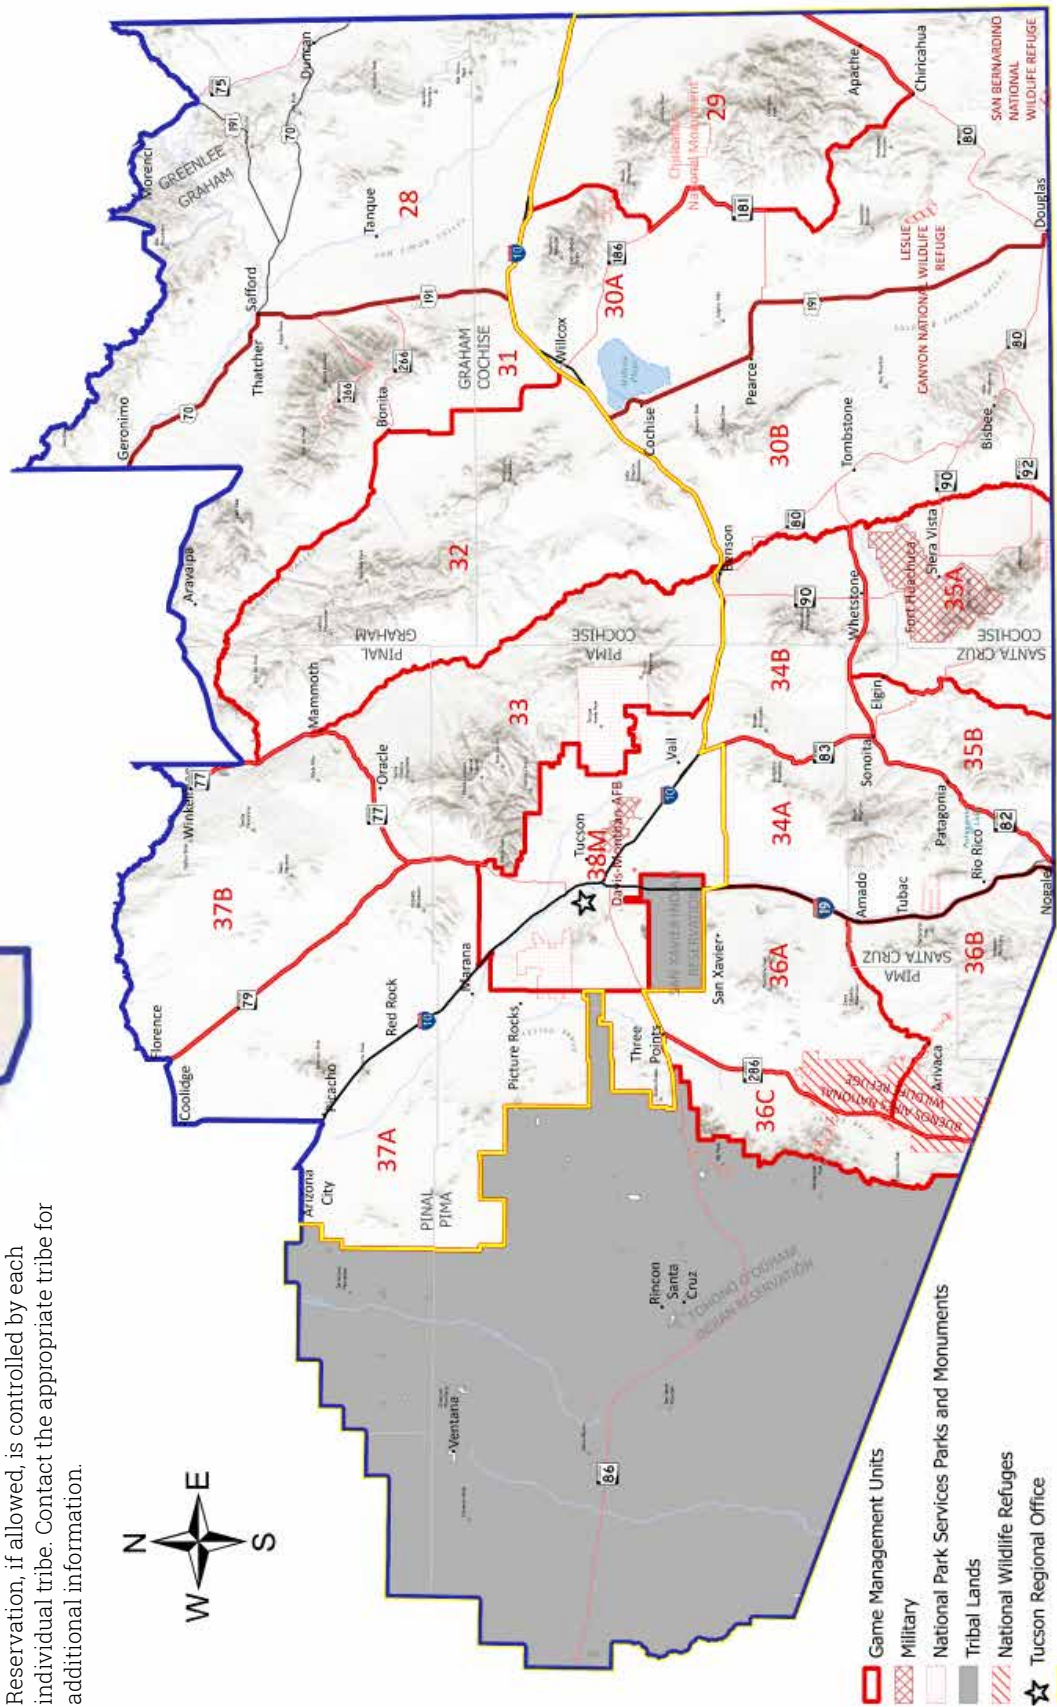 Reservation, if allowed, is controlled by each
individual tribe. Contact the appropriate tribe for
additional information.
N
W
E
S
Geronimo
70
Thatcher
Safford
Morenci
GREENLEE
GRAHAM
191
75
70
Duncan
Tanque
28
366
266
Bonita
191
GRAHAM
COCHISE
31
Aravaipa
32
Willcox
10
30A
186
Chiricahua
National Monument
29
181
Apache
Chiricahua
80
SAN BERNARDINO
NATIONAL
WILDLIFE REFUGE
Winkelman
77
Mammoth
PINAL
GRAHAM
Oracle
77
33
PIMA
COCHISE
Benson
Cochise
Pearce
191
30B
Tombstone
LESLIE
CANYON NATIONAL WILDLIFE
REFUGE
Douglas
80
80
Bisbee
90
92
90
Whetstone
Fort Huachuca
Siera Vista
35A
SANTA CRUZ
COCHISE
34B
Elgin
Vail
10
83
Sonoita
35B
34A
Patagonia
82
Rio Rico
Florence
Coolidge
79
37B
Picacho
Red Rock
10
Marana
Tucson
38M
Davis-Monthan AFB
Picture Rocks
SAN XAVIER INDIAN
RESERVATION
San Xavier
36A
19
Amado
Tubac
PIMA
SANTA CRUZ
36B
Nogales
Three
Points
286
36C
Arivaca
BUENOS AIRES NATIONAL
WILDLIFE REFUGE
Arizona
City
37A
PINAL
PIMA
Ventana
Rincon
Santa
Cruz
TOHONO O'ODHAM
INDIAN RESERVATION
86
Game Management Units
Military
National Park Services Parks and Monuments
Tribal Lands
National Wildlife Refuges
Tucson Regional Office